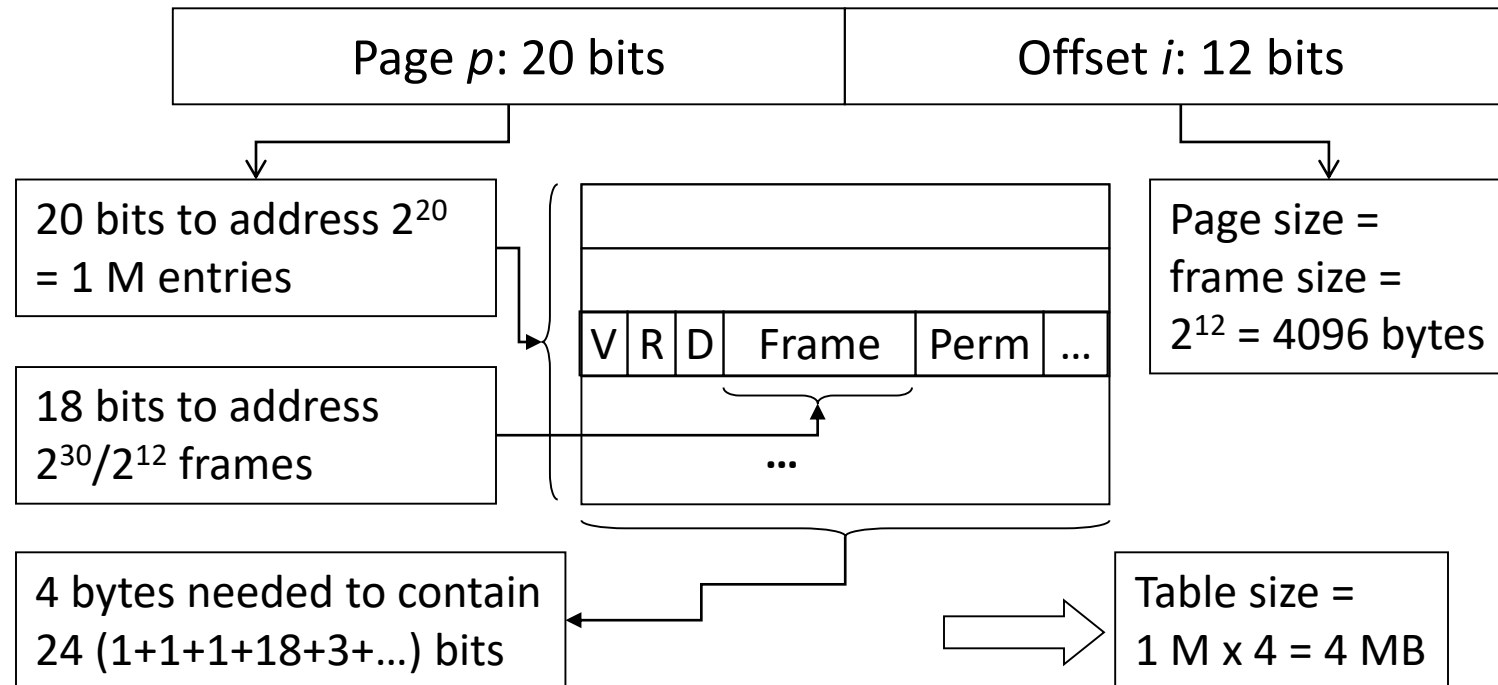 Page p: 20 bits
Offset i: 12 bits
20 bits to address 2²⁰
= 1 M entries
Page size =
frame size =
2¹² = 4096 bytes
V R D Frame Perm ...
18 bits to address
2³⁰/2¹² frames
...
4 bytes needed to contain
24 (1+1+1+18+3+...) bits
Table size =
1 M x 4 = 4 MB